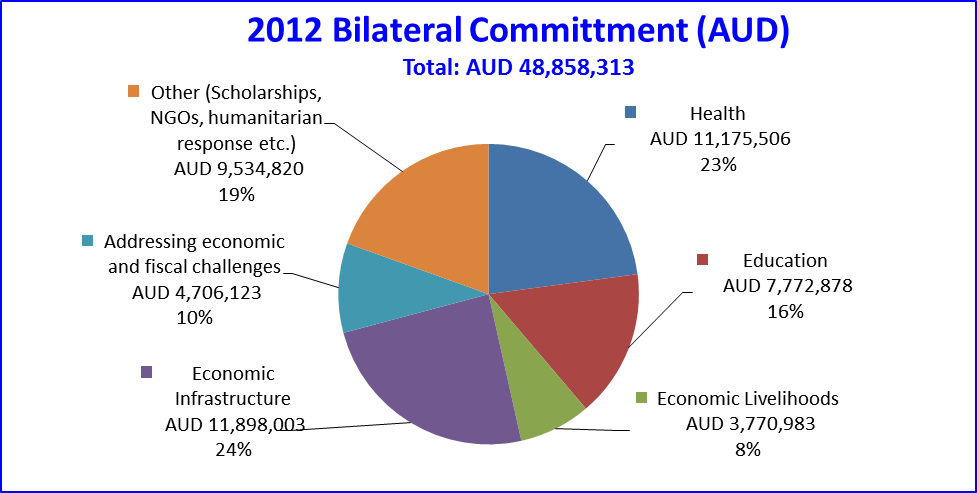 2012 Bilateral Committment (AUD)
Total: AUD 48,858,313
Other (Scholarships,
NGOs, humanitarian
response etc.)
AUD 9,534,820
19%
Health
AUD 11,175,506
23%
Addressing economic
and fiscal challenges
AUD 4,706,123
10%
Education
AUD 7,772,878
16%
Economic
Infrastructure
AUD 11,898,003
24%
Economic Livelihoods
AUD 3,770,983
8%